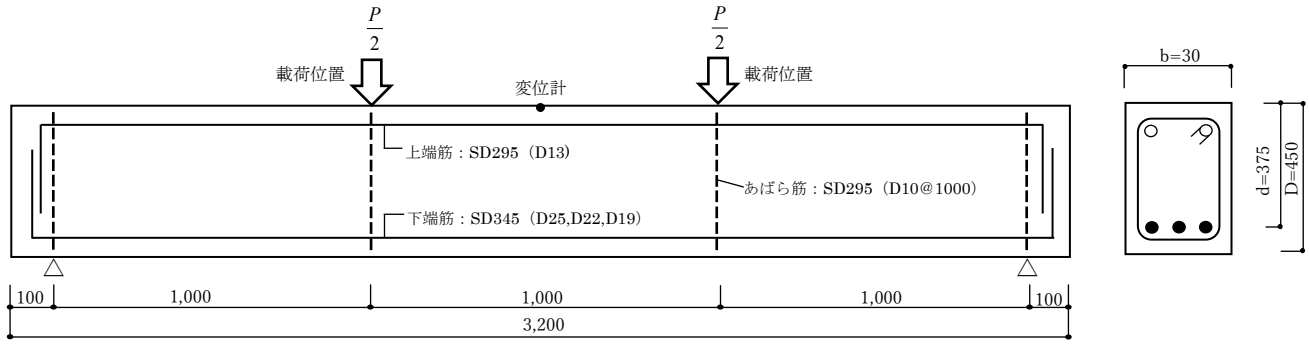 P
2
P
2
載荷位置
載荷位置
変位計
上端筋：SD295（D13)
あばら筋：SD295（D10@1000）
下端筋：SD345（D25,D22,D19）
100
1,000
1,000
1,000
100
3,200
b=30
d=375
D=450